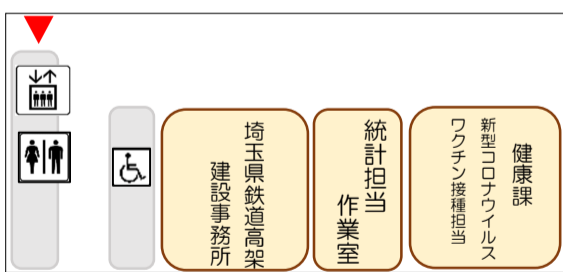 埼玉県鉄道高架
建設事務所
統計担当
作業室
健康課
新型コロナウイルス
ワクチン接種担当